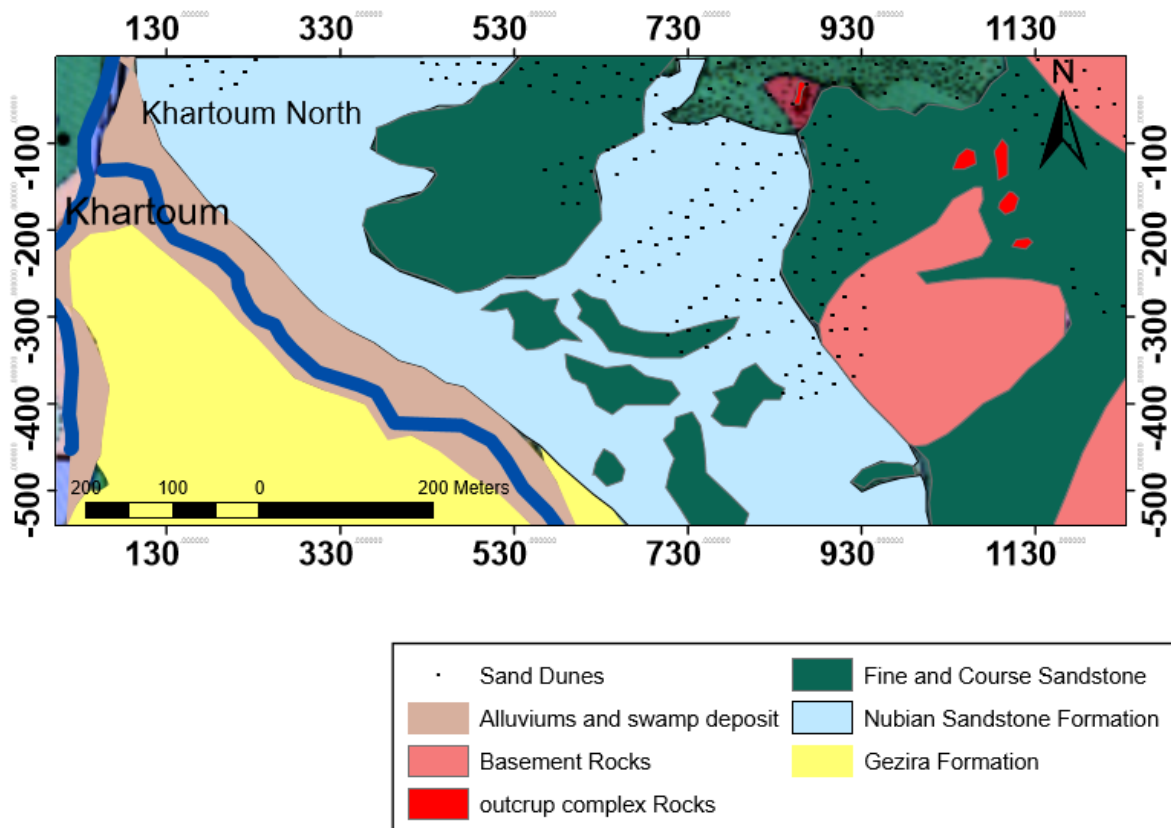 130 330 530 730 930 1130
N
Khartoum North
-100 -100
Khartoum
-200 -200
-300 -300
-400 -400
-500 -500
200 100 0 200 Meters
130 330 530 730 930 1130
Sand Dunes
Alluviums and swamp deposit
Basement Rocks
outcrup complex Rocks
Fine and Course Sandstone
Nubian Sandstone Formation
Gezira Formation